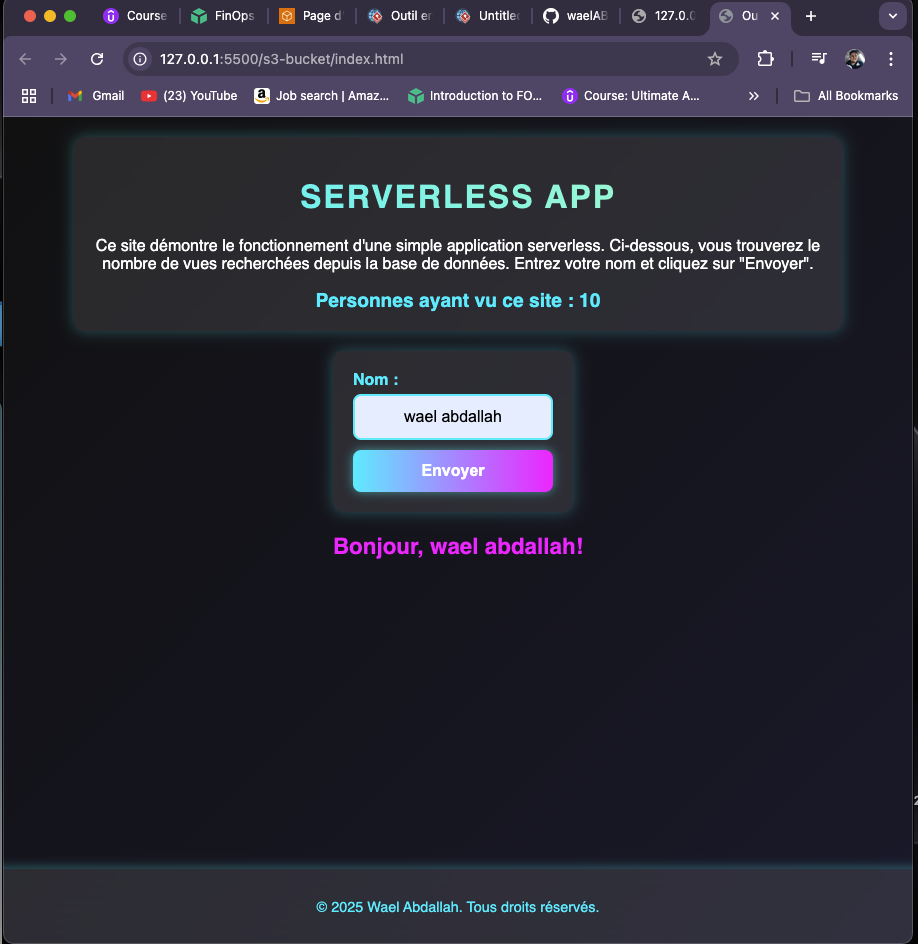 Course
FinOps
Page d'
Outil en
Untitled
waelAB
127.0.0
Ou
127.0.0.1:5500/s3-bucket/index.html
Gmail
(23) YouTube
Job search | Amaz...
Introduction to FO...
Course: Ultimate A...
»
All Bookmarks
SERVERLESS APP
Ce site démontre le fonctionnement d'une simple application serverless. Ci-dessous, vous trouverez le
nombre de vues recherchées depuis la base de données. Entrez votre nom et cliquez sur "Envoyer".
Personnes ayant vu ce site : 10
Nom :
wael abdallah
Envoyer
Bonjour, wael abdallah!
© 2025 Wael Abdallah. Tous droits réservés.